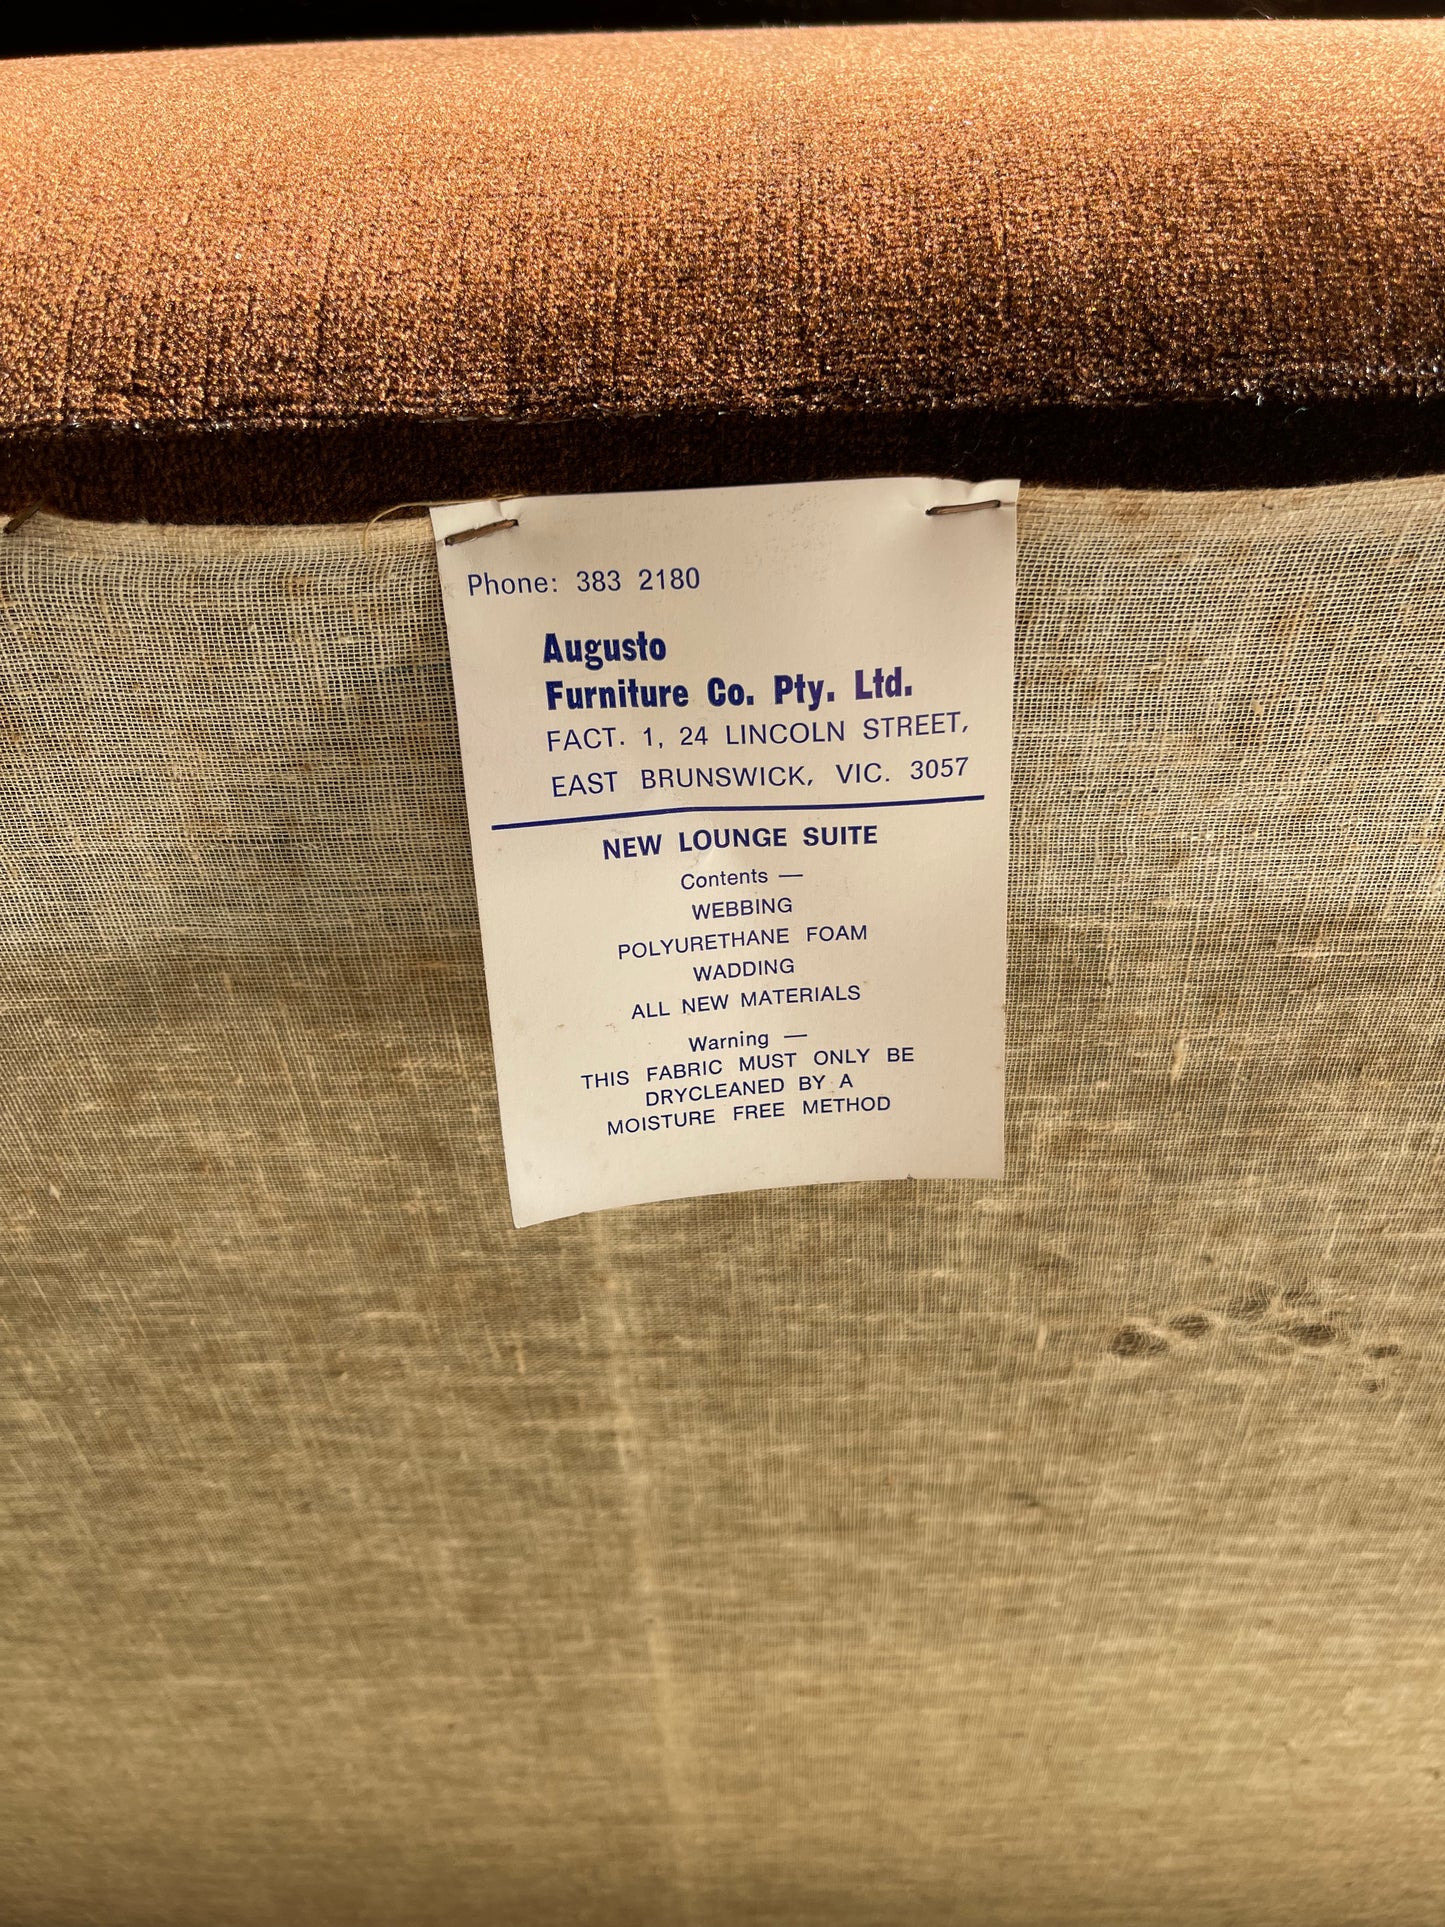 Phone: 383 2180
Augusto
Furniture Co. Pty. Ltd.
FACT. 1, 24 LINCOLN STREET,
EAST BRUNSWICK, VIC. 3057
NEW LOUNGE SUITE
Contents —
WEBBING
POLYURETHANE FOAM
WADDING
ALL NEW MATERIALS
Warning —
THIS FABRIC MUST ONLY BE
DRYCLEANED BY A
MOISTURE FREE METHOD